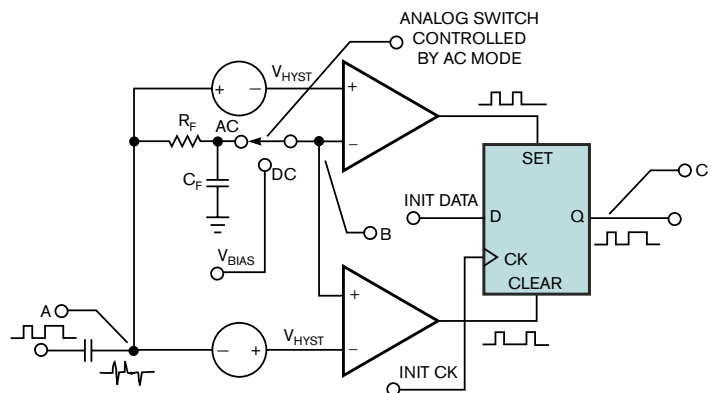 ANALOG SWITCH
CONTROLLED
BY AC MODE
VHYST
+
−
+
RF
AC
−
SET
C
CF
DC
INIT DATA
D
Q
B
CK
VBIAS
CLEAR
A
+
VHYST
−
+
−
INIT CK